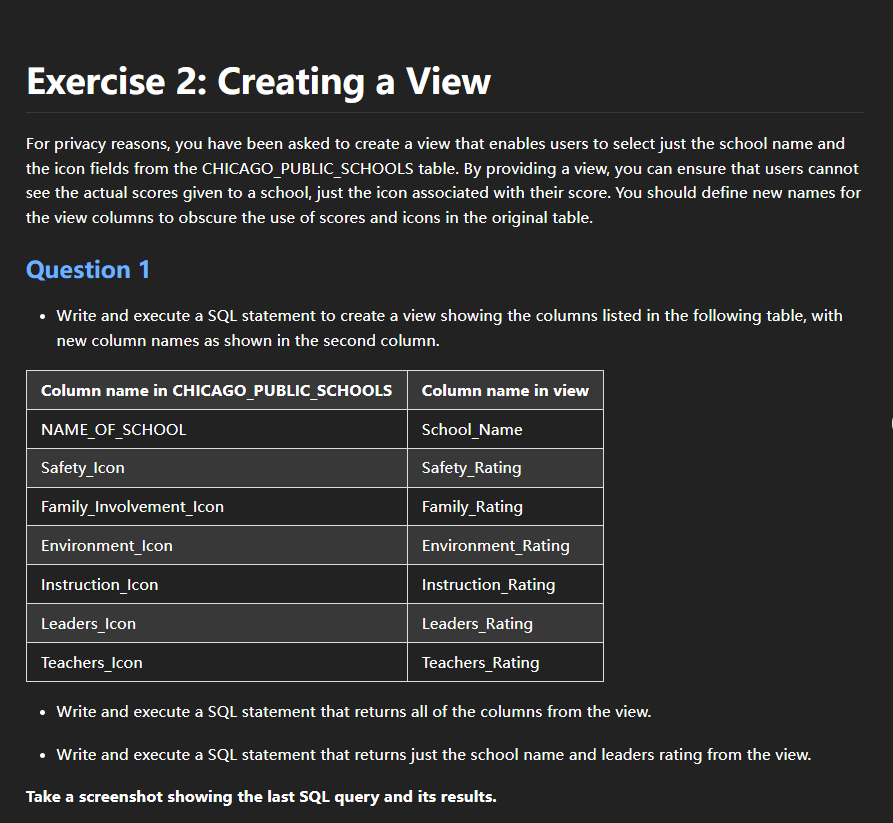 Exercise 2: Creating a View
For privacy reasons, you have been asked to create a view that enables users to select just the school name and
the icon fields from the CHICAGO_PUBLIC_SCHOOLS table. By providing a view, you can ensure that users cannot
see the actual scores given to a school, just the icon associated with their score. You should define new names for
the view columns to obscure the use of scores and icons in the original table.
Question 1
• Write and execute a SQL statement to create a view showing the columns listed in the following table, with
new column names as shown in the second column.
Column name in CHICAGO_PUBLIC_SCHOOLS Column name in view
NAME_OF_SCHOOL School_Name
Safety_Icon Safety_Rating
Family_Involvement_Icon Family_Rating
Environment_Icon Environment_Rating
Instruction_Icon Instruction_Rating
Leaders_Icon Leaders_Rating
Teachers_Icon Teachers_Rating
• Write and execute a SQL statement that returns all of the columns from the view.
• Write and execute a SQL statement that returns just the school name and leaders rating from the view.
Take a screenshot showing the last SQL query and its results.